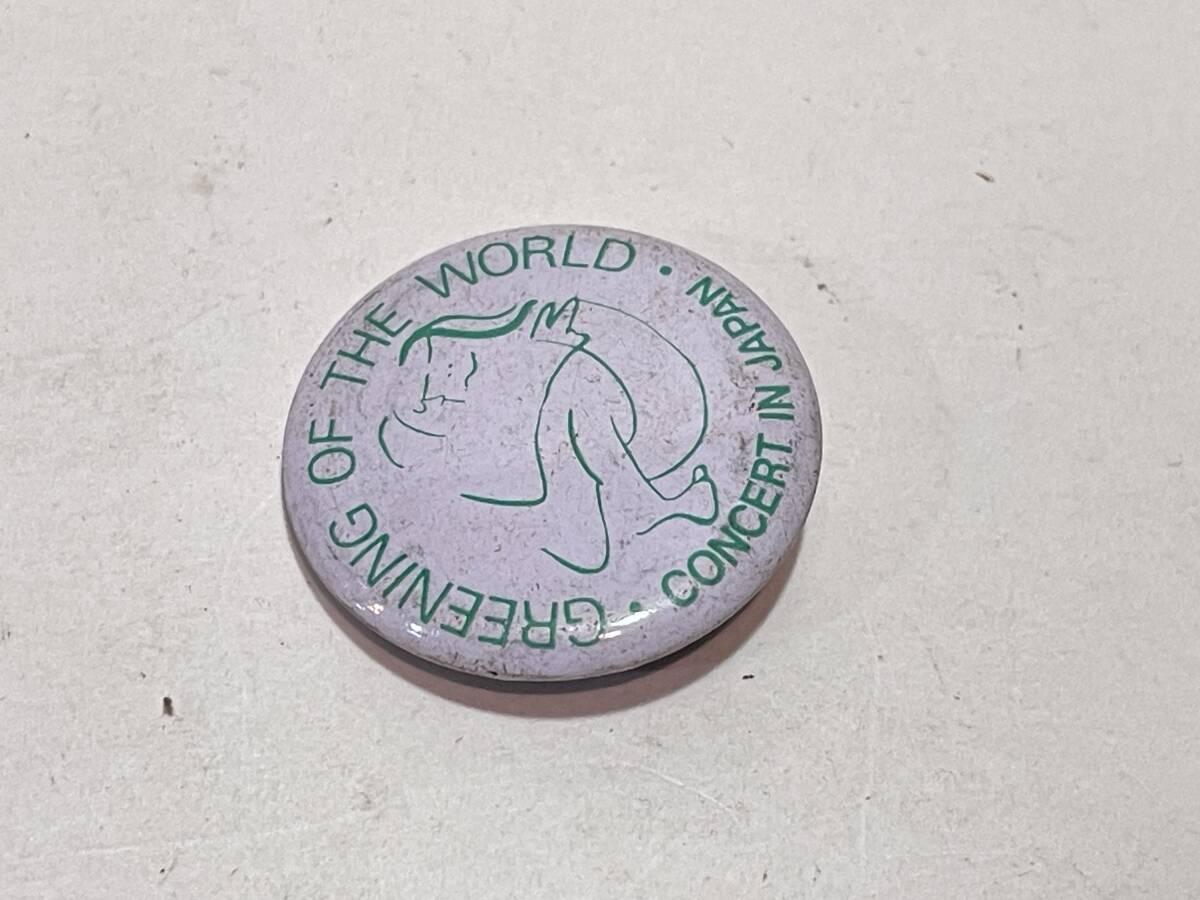 GREENING OF THE WORLD •
CONCERT IN JAPAN •